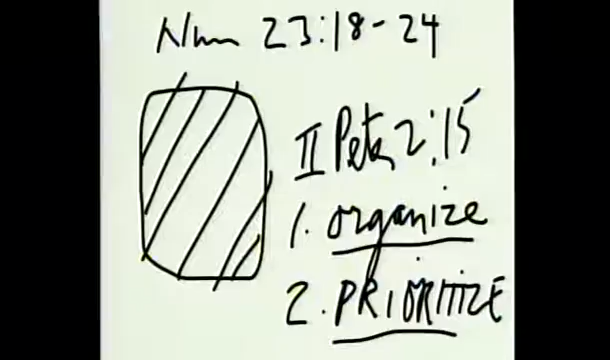 Num 23:18-24
II Peter 2:15
1. organize
2. PRIORITIZE